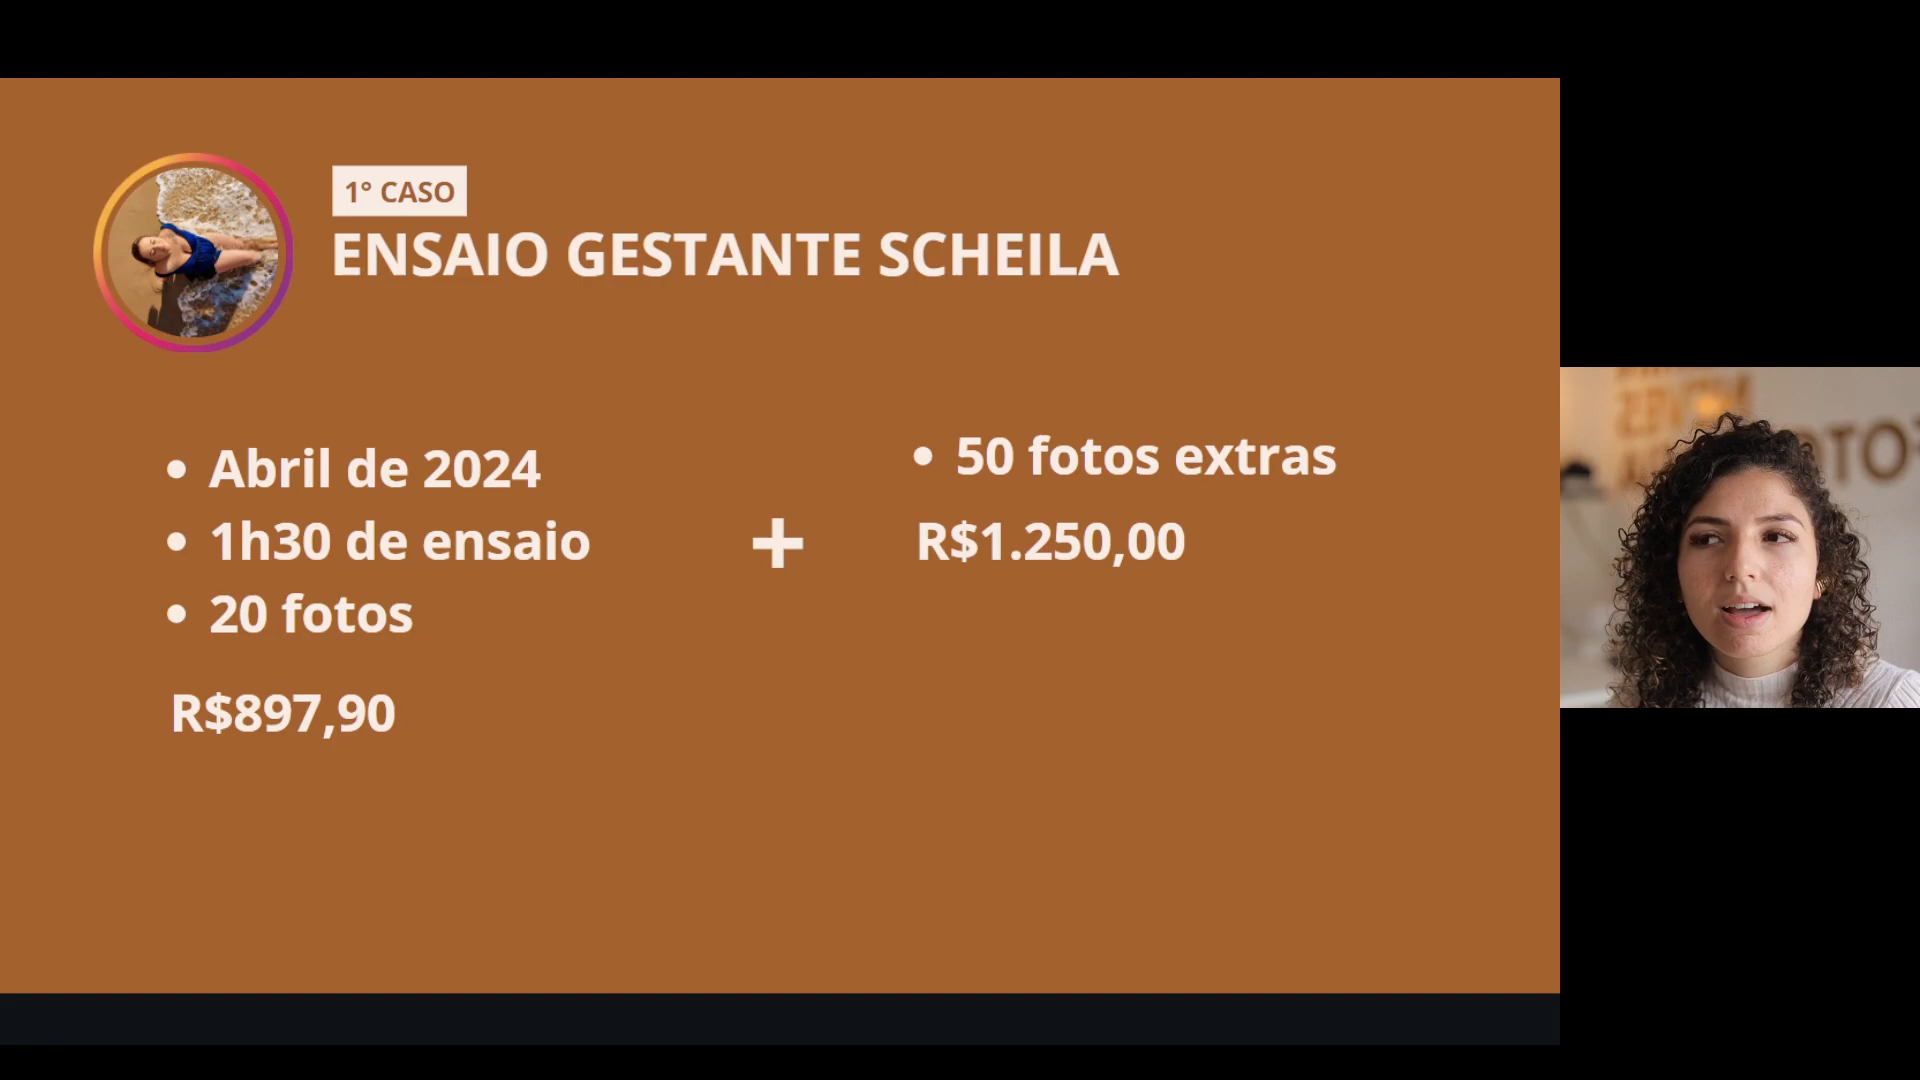 1° CASO
ENSAIO GESTANTE SCHEILA
• Abril de 2024
• 1h30 de ensaio
• 20 fotos
R$897,90
+
• 50 fotos extras
R$1.250,00